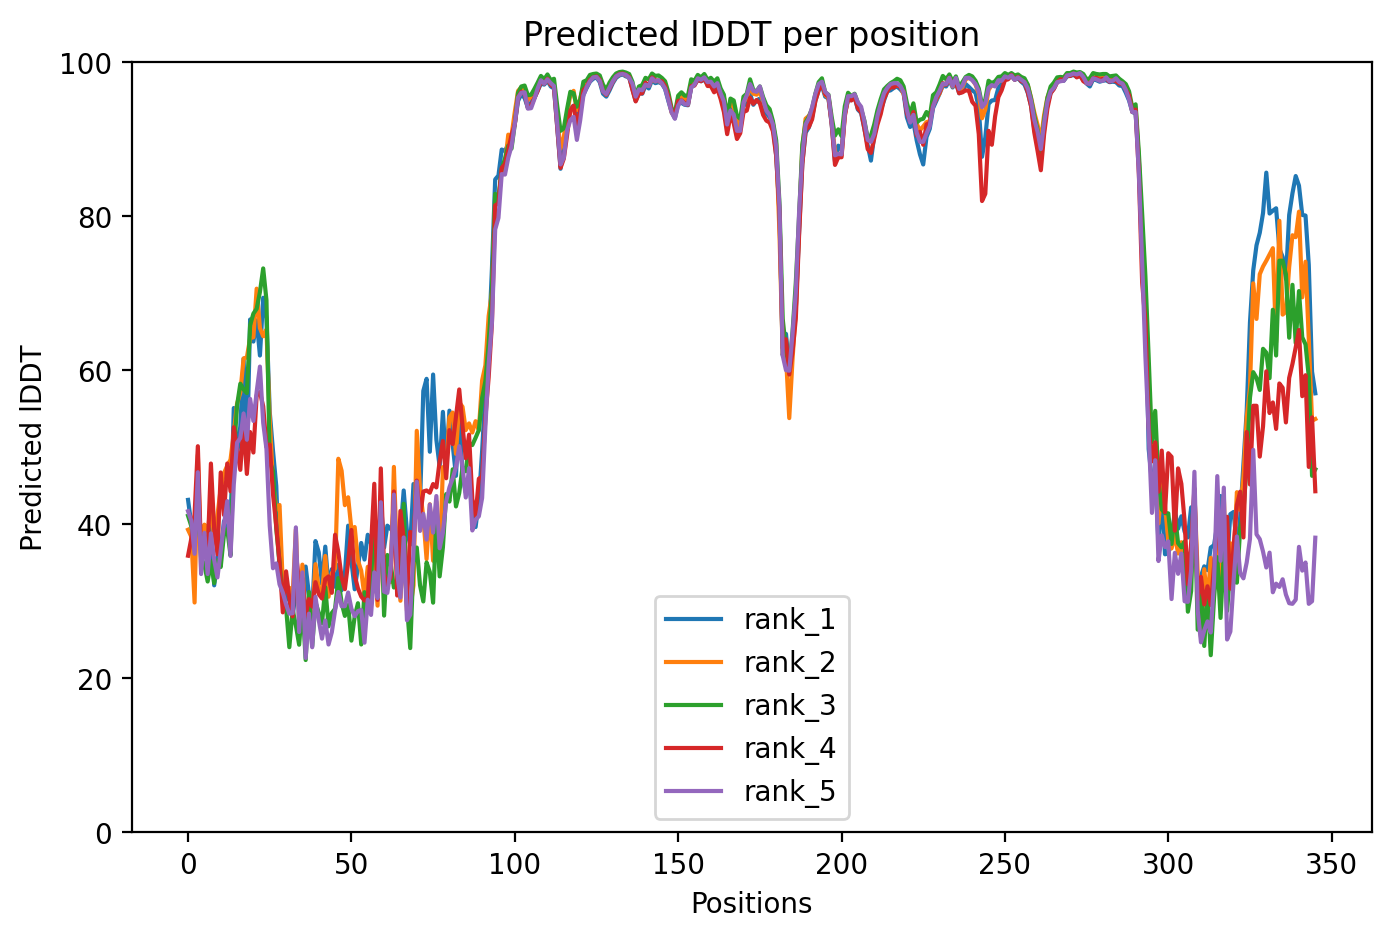 Predicted lDDT per position
Predicted lDDT
100
80
60
40
20
0
0 50 100 150 200 250 300 350
Positions
rank_1
rank_2
rank_3
rank_4
rank_5